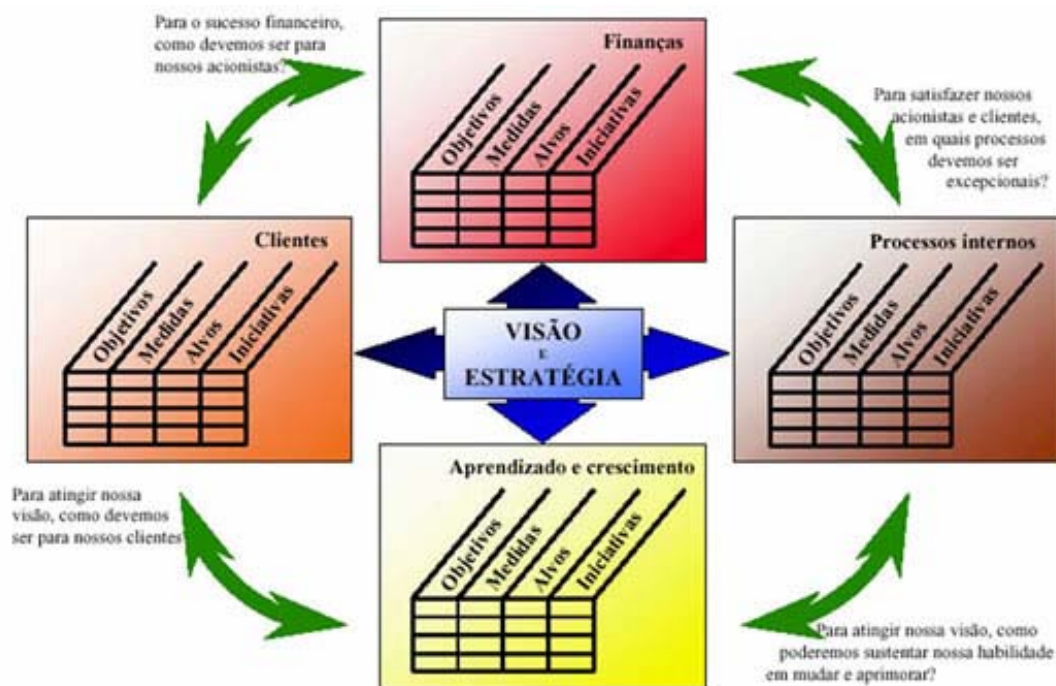 Para o sucesso financeiro,
como devemos ser para
nossos acionistas?
Finanças
Objetivos
Medidas
Alvos
Iniciativas
Para satisfazer nossos
acionistas e clientes,
em quais processos
devemos ser
excepcionais?
Clientes
Objetivos
Medidas
Alvos
Iniciativas
VISÃO
E
ESTRATÉGIA
Processos internos
Objetivos
Medidas
Alvos
Iniciativas
Para atingir nossa
visão, como devemos
ser para nossos clientes
Aprendizado e crescimento
Objetivos
Medidas
Alvos
Iniciativas
Para atingir nossa visão, como
poderemos sustentar nossa habilidade
em mudar e aprimorar?